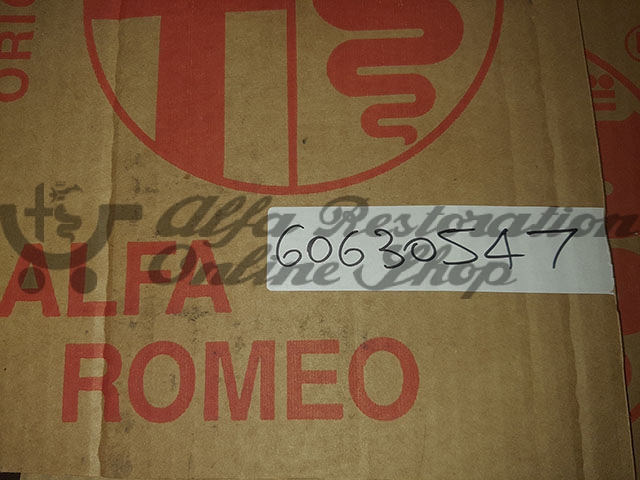 ORIG
Alfa Restoration
Online Shop
60630547
ALFA
ROMEO